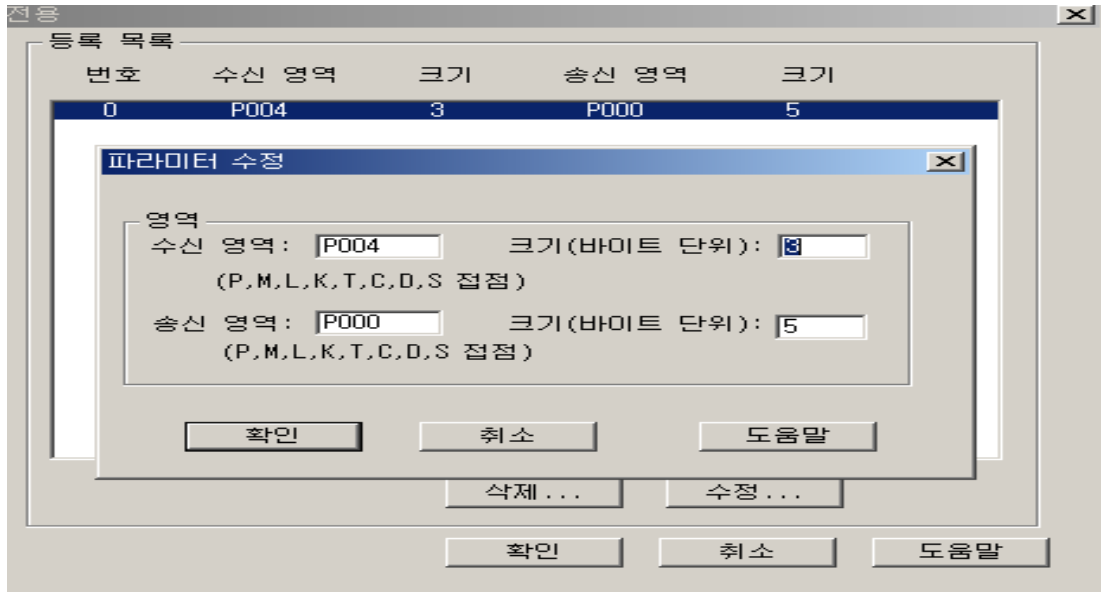 전용
등록 목록
번호 수신 영역 크기 송신 영역 크기
0 P004 3 P000 5
파라미터 수정
영역
수신 영역: P004 크기(바이트 단위): 3
(P,M,L,K,T,C,D,S 접점)
송신 영역: P000 크기(바이트 단위): 5
(P,M,L,K,T,C,D,S 접점)
확인 취소 도움말
삭제... 수정...
확인 취소 도움말